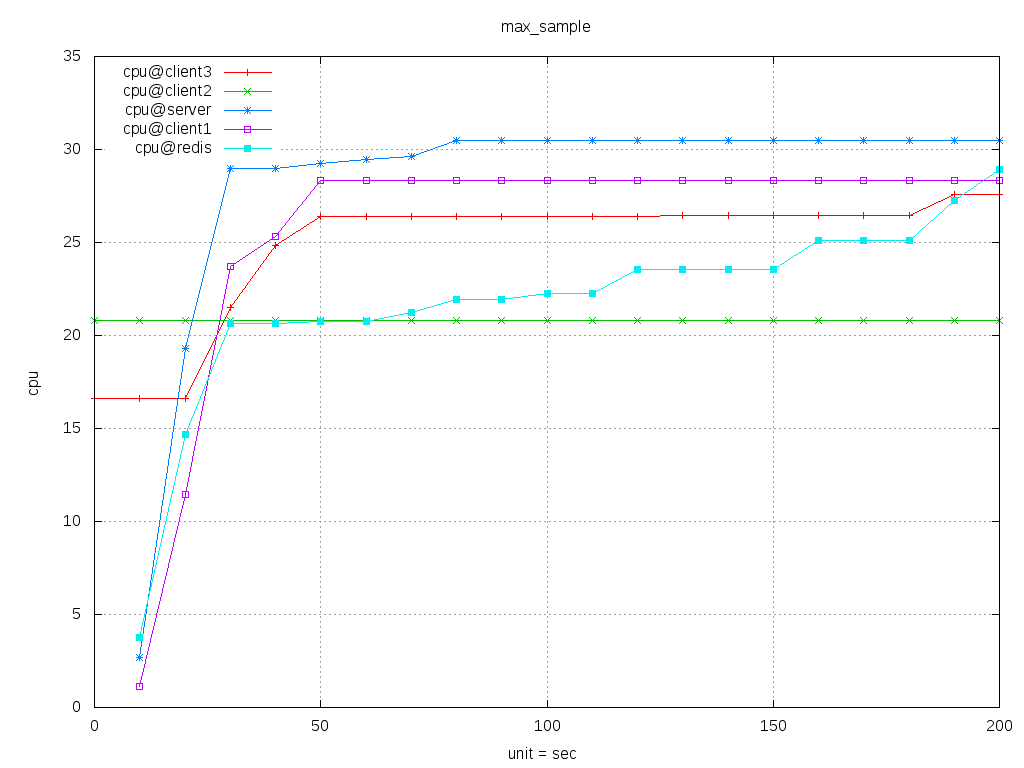 max_sample
35
30
25
20
15
10
5
0
cpu
cpu@client3
cpu@client2
cpu@server
cpu@client1
cpu@redis
0 50 100 150 200
unit = sec